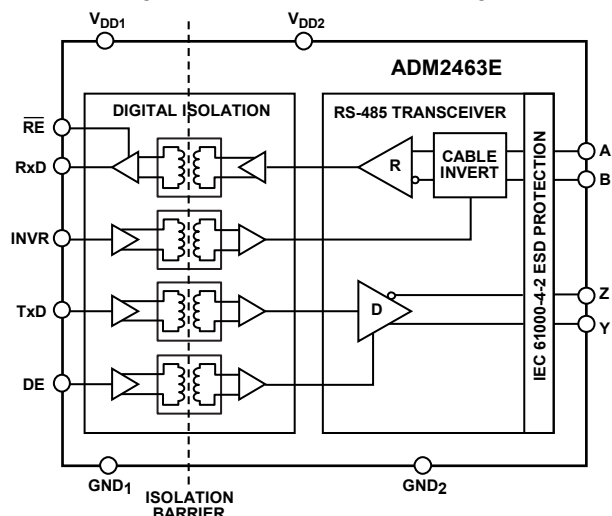 VDD1
VDD2
ADM2463E
DIGITAL ISOLATION
RS-485 TRANSCEIVER
RE
RxD
R
CABLE
INVERT
A
B
INVR
TxD
D
Z
Y
DE
IEC 61000-4-2 ESD PROTECTION
GND1
ISOLATION
BARRIER
GND2